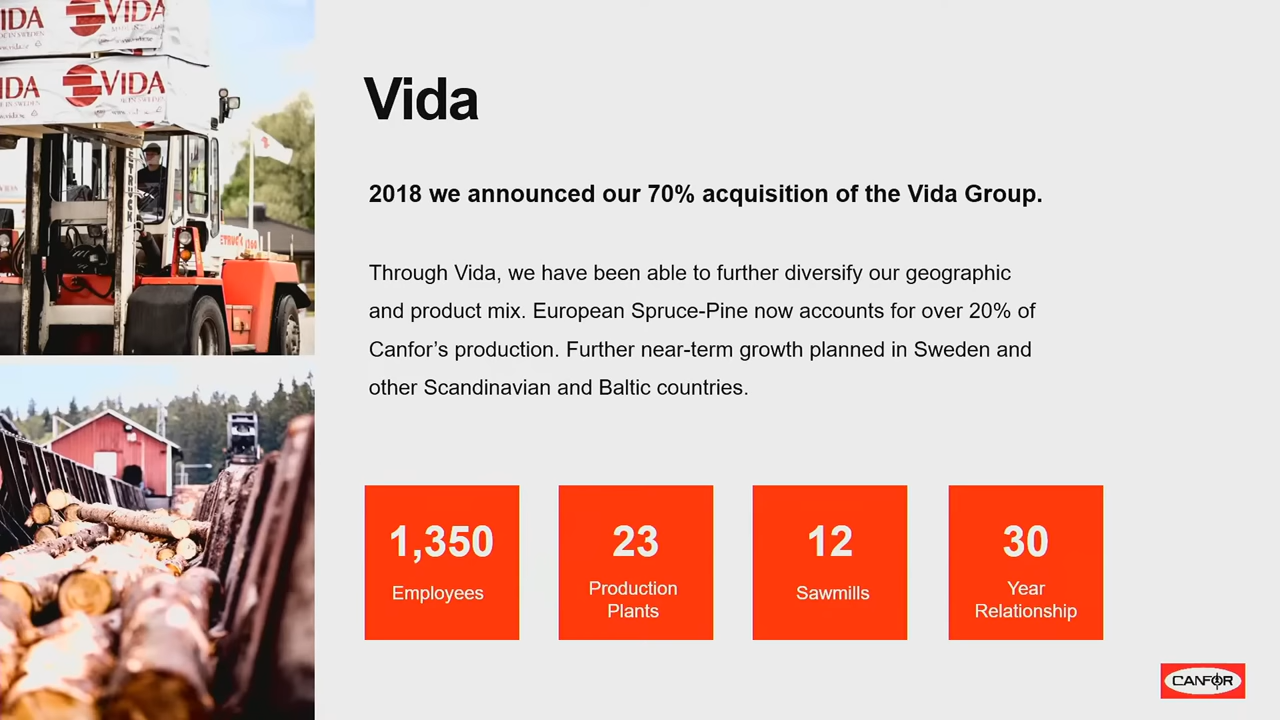 VIDA
VIDA
VIDA
VIDA
Vida
2018 we announced our 70% acquisition of the Vida Group.
Through Vida, we have been able to further diversify our geographic
and product mix. European Spruce-Pine now accounts for over 20% of
Canfor’s production. Further near-term growth planned in Sweden and
other Scandinavian and Baltic countries.
1,350
Employees
23
Production
Plants
12
Sawmills
30
Year
Relationship
CANFOR